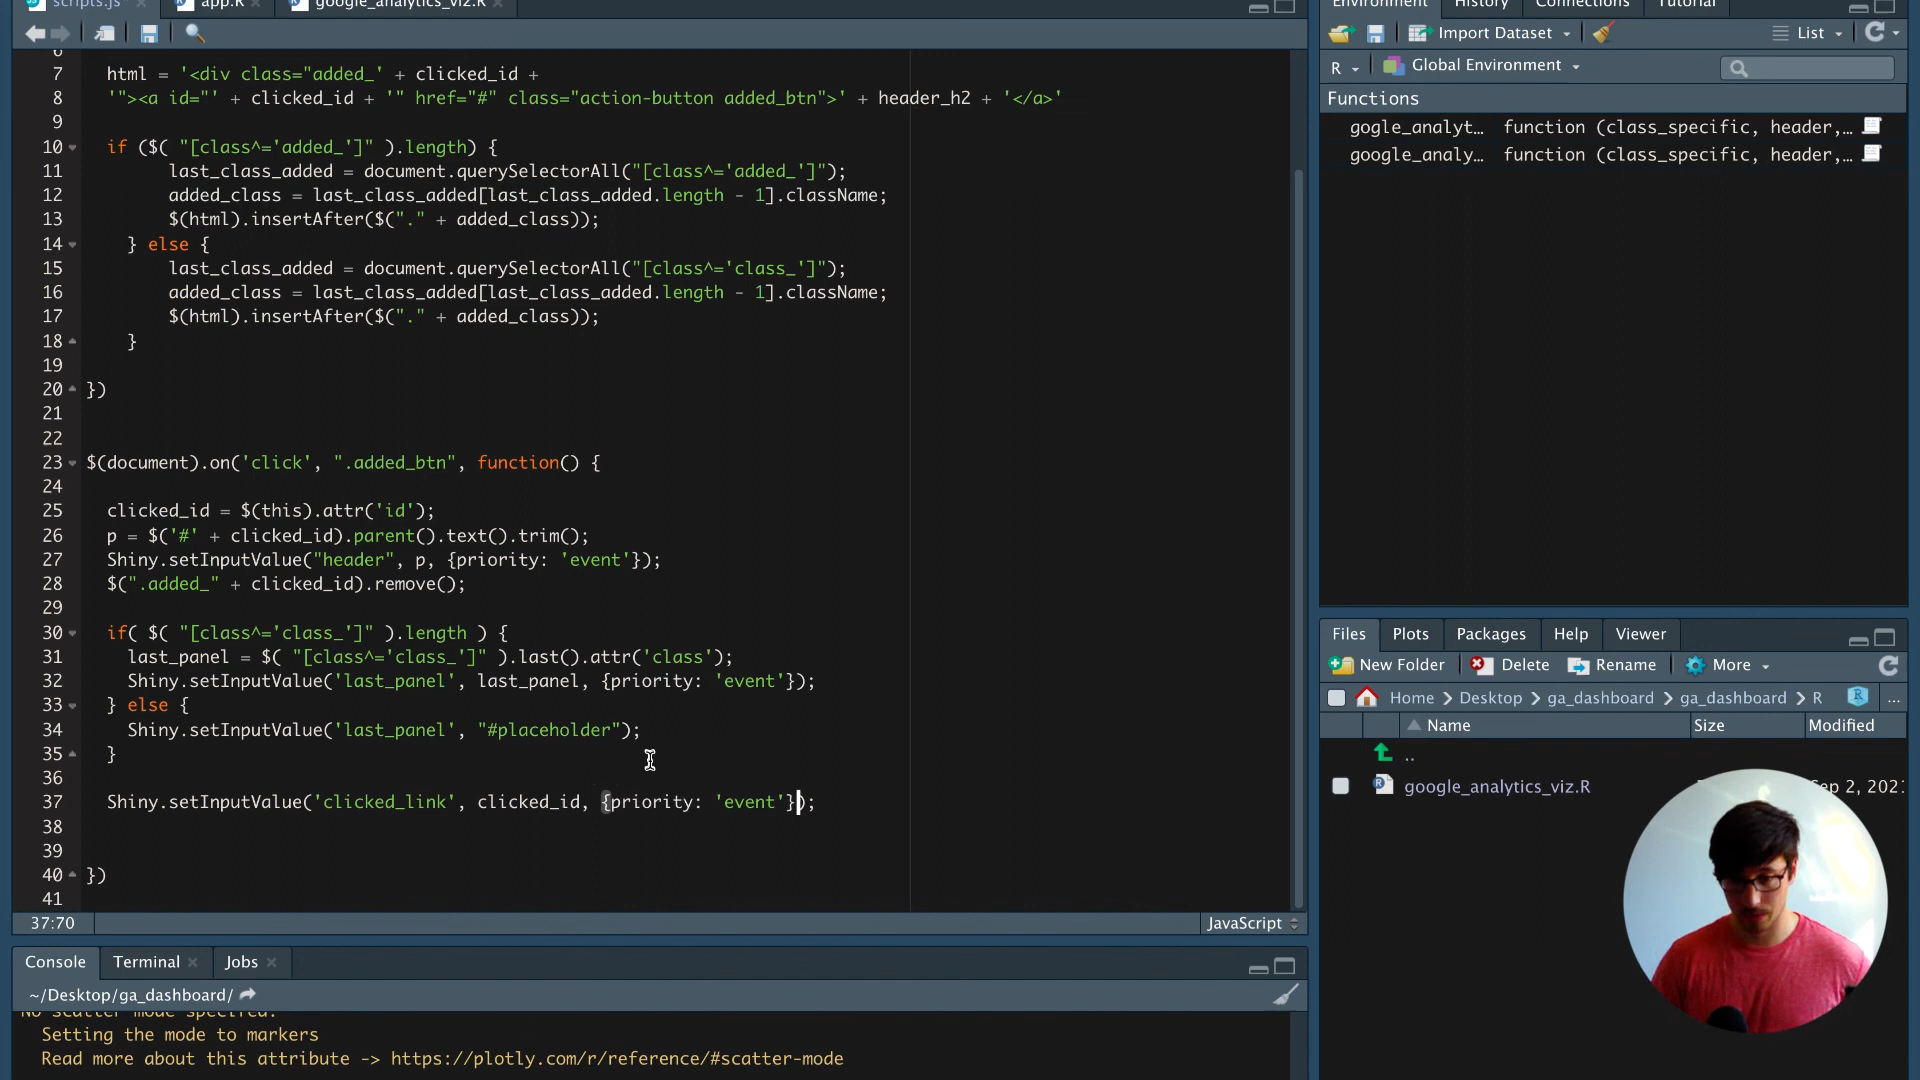 scripts.js*
app.R
google_analytics_viz.R
6
7 html = '<div class="added_' + clicked_id +
8 '"><a id="' + clicked_id + '" href="#" class="action-button added_btn">' + header_h2 + '</a>'
9
10 if ($( "[class^='added_']" ).length) {
11 last_class_added = document.querySelectorAll("[class^='added_']");
12 added_class = last_class_added[last_class_added.length - 1].className;
13 $(html).insertAfter($("." + added_class));
14 } else {
15 last_class_added = document.querySelectorAll("[class^='class_']");
16 added_class = last_class_added[last_class_added.length - 1].className;
17 $(html).insertAfter($("." + added_class));
18 }
19
20 })
21
22
23 $(document).on('click', ".added_btn", function() {
24
25 clicked_id = $(this).attr('id');
26 p = $('#' + clicked_id).parent().text().trim();
27 Shiny.setInputValue("header", p, {priority: 'event'});
28 $(".added_" + clicked_id).remove();
29
30 if( $( "[class^='class_']" ).length ) {
31 last_panel = $( "[class^='class_']" ).last().attr('class');
32 Shiny.setInputValue('last_panel', last_panel, {priority: 'event'});
33 } else {
34 Shiny.setInputValue('last_panel', "#placeholder");
35 }
36
37 Shiny.setInputValue('clicked_link', clicked_id, {priority: 'event'});
38
39
40 })
41
37:70
JavaScript
Console
Terminal
Jobs
~/Desktop/ga_dashboard/
No scatter mode specifed:
Setting the mode to markers
Read more about this attribute -> https://plotly.com/r/reference/#scatter-mode
Environment
History
Connections
Tutorial
Import Dataset
List
R
Global Environment
Functions
gogle_analyt… function (class_specific, header,…
google_analy… function (class_specific, header,…
Files
Plots
Packages
Help
Viewer
New Folder
Delete
Rename
More
Home
Desktop
ga_dashboard
ga_dashboard
R
...
Name
Size
Modified
..
google_analytics_viz.R
ep 2, 202